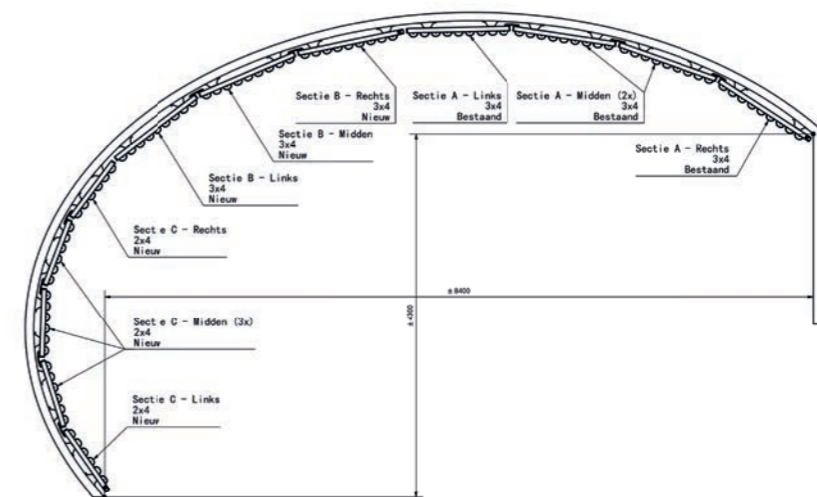 Sectie B - Rechts
3x4
Nieuw
Sectie A - Links
3x4
Bestaand
Sectie A - Midden (2x)
3x4
Bestaand
Sectie B - Midden
3x4
Nieuw
Sectie A - Rechts
3x4
Bestaand
Sectie B - Links
3x4
Nieuw
Sect e C - Rechts
2x4
Nieuw
± 8400
± 4300
Sect e C - Midden (3x)
2x4
Nieuw
Sectie C - Links
2x4
Nieuw